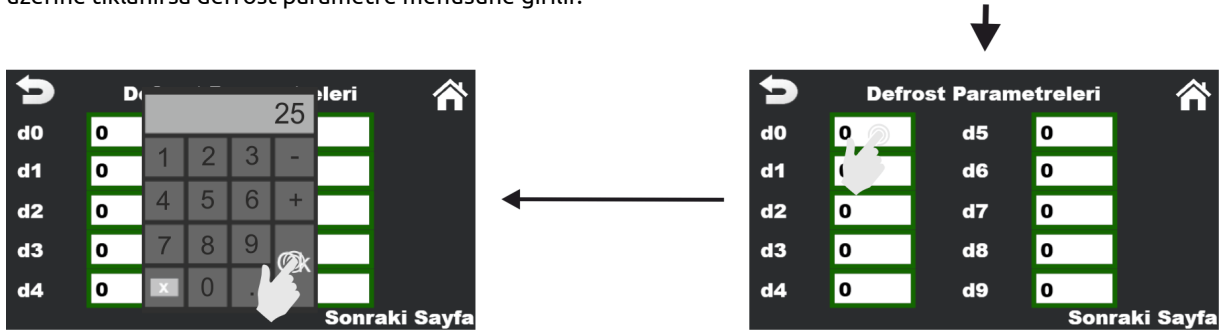 üzerine tıklanırsa defrost parametre menüsüne girilir.
25
d0 0
d1 0
d2 0
d3 0
d4 0
1 2 3 -
4 5 6 +
7 8 9
X 0 .
Sonraki Sayfa
Defrost Parametreleri
d0 0 d5 0
d1 d6 0
d2 0 d7 0
d3 0 d8 0
d4 0 d9 0
Sonraki Sayfa